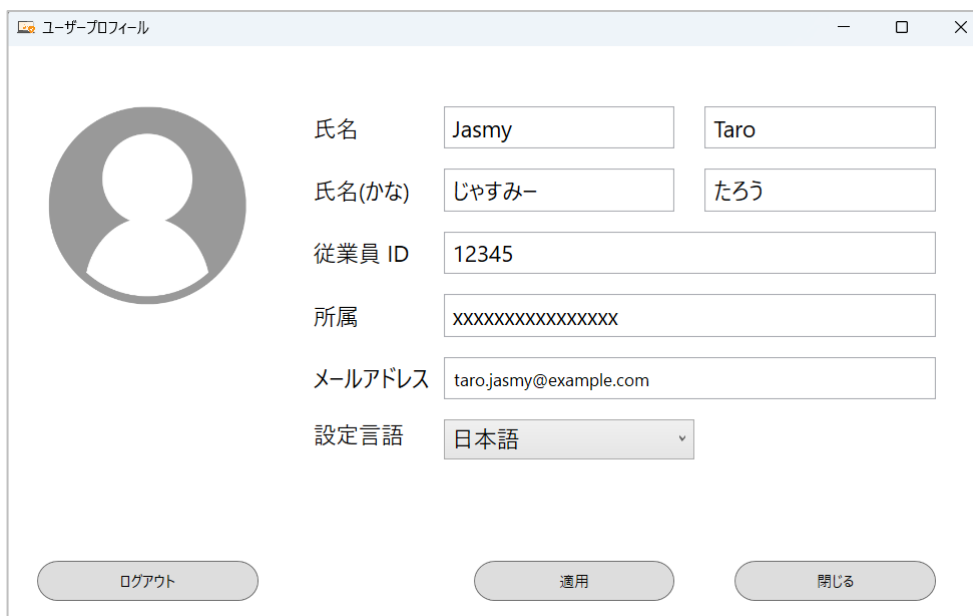 ユーザープロフィール
氏名 Jasmy Taro
氏名(かな) じゃすみー たろう
従業員 ID 12345
所属 xxxxxxxxxxxxxxxx
メールアドレス taro.jasmy@example.com
設定言語 日本語
ログアウト 適用 閉じる